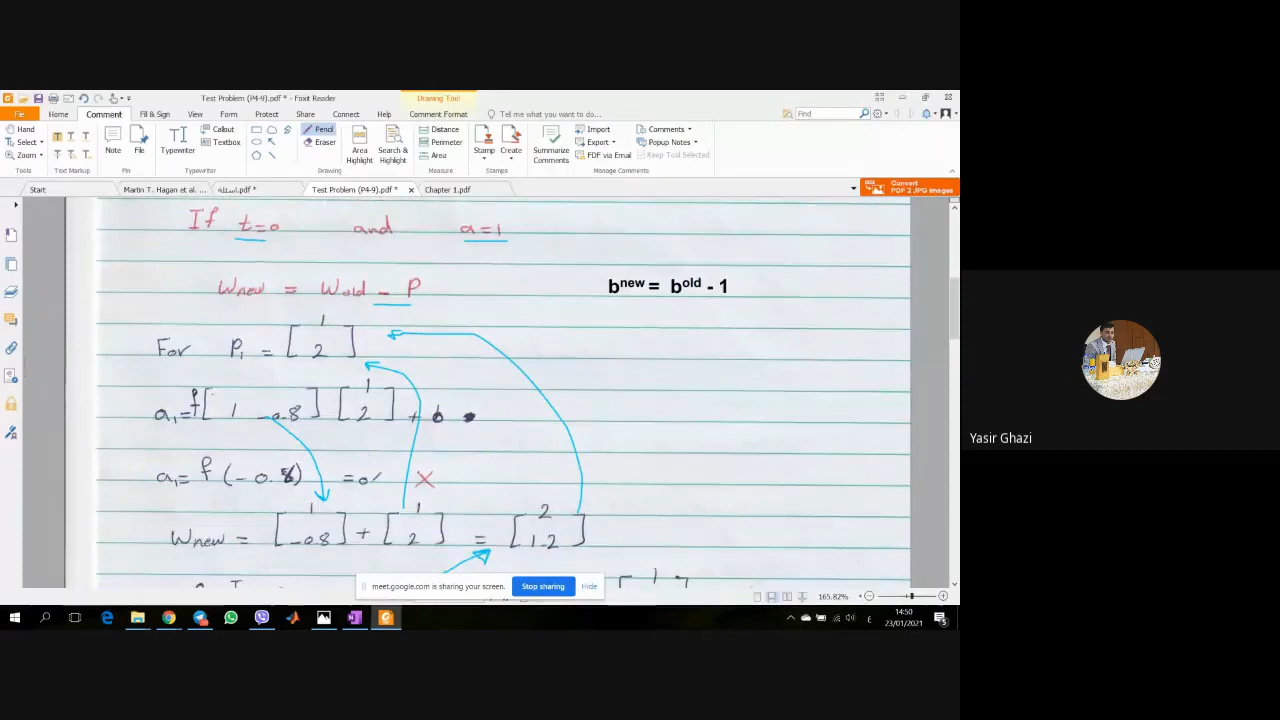 Test Problem (P4-9).pdf * - Foxit Reader
Drawing Tool
File Home Comment Fill & Sign View Form Protect Share Connect Help Comment Format Tell me what you want to do... Find
Hand Select Zoom
Tools
Note File
Text Markup
Pin
Typewriter Callout Textbox
Typewriter
Pencil Eraser
Drawing
Area Highlight Search & Highlight
Distance Perimeter Area
Measure
Stamp Create
Stamps
Summarize Comments Import Export FDF via Email Comments Popup Notes Keep Tool Selected
Manage Comments
Start Martin T. Hagan et al. ... اسئلة.pdf * Test Problem (P4-9).pdf * Chapter 1.pdf
Convert PDF 2 JPG Images
If t=0 and a=1
Wnew = Wold - P
bnew = bold - 1
For P1 = [ 1
2 ]
a1= f[ 1 -0.8 ] [ 1
2 ] + b
a1= f (-0.8) =0 X
Wnew = [ 1
-0.8 ] + [ 1
2 ] = [ 2
1.2 ]
meet.google.com is sharing your screen. Stop sharing Hide
165.82%
14:50
23/01/2021
5
Yasir Ghazi